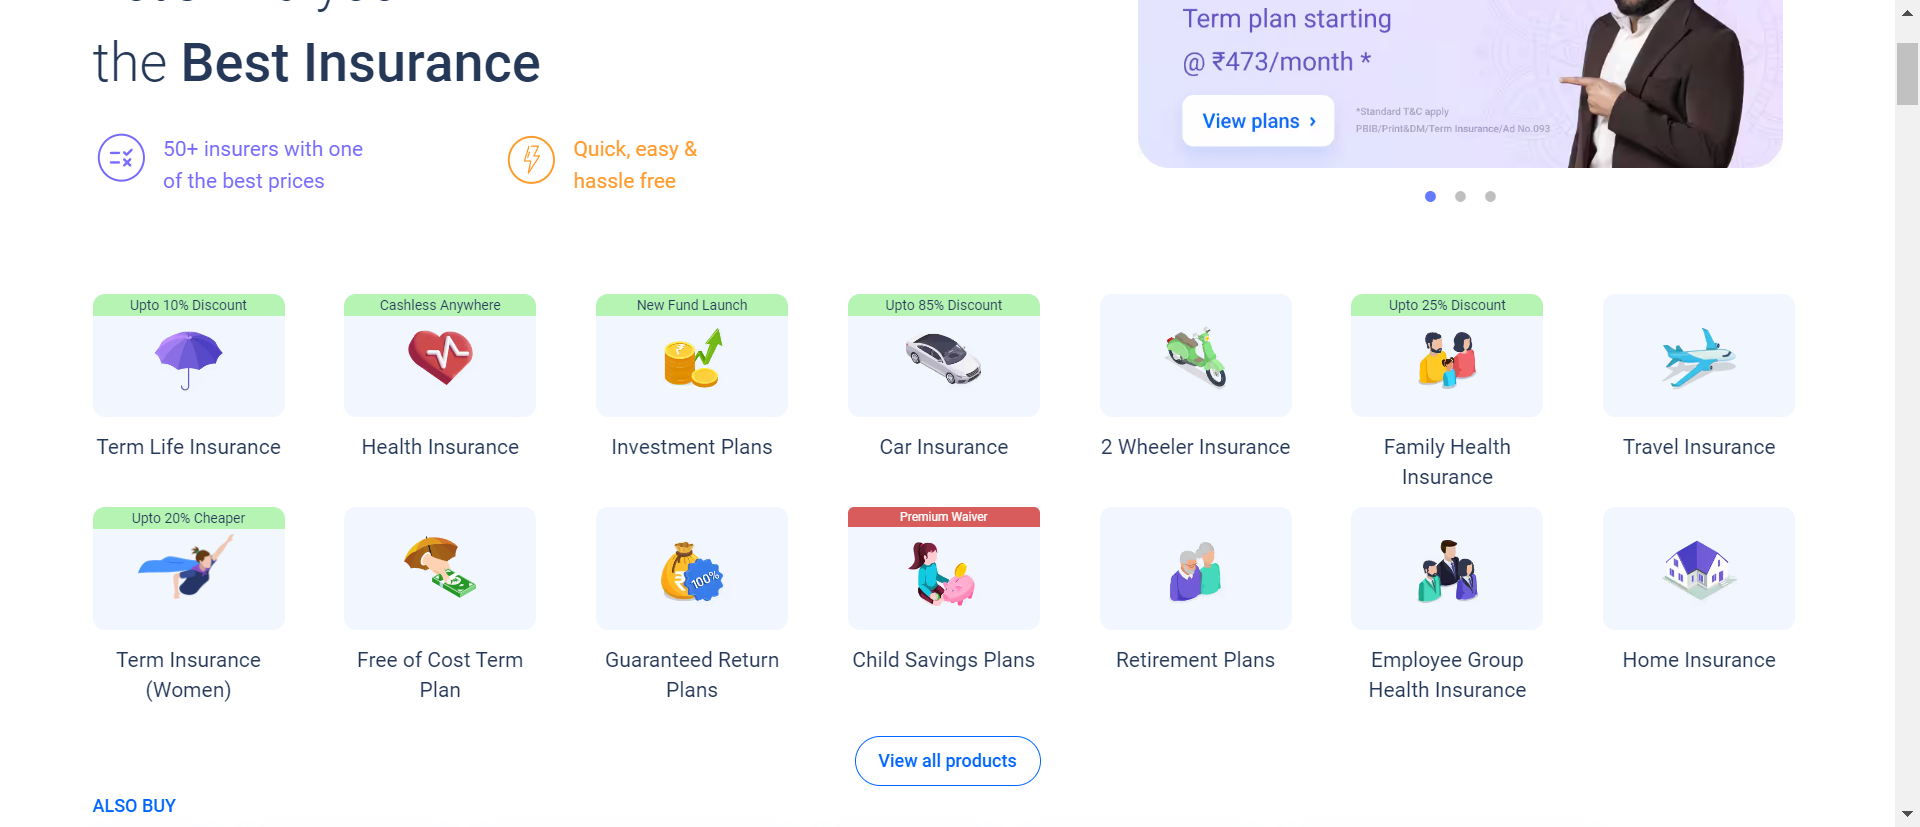 the Best Insurance
50+ insurers with one
of the best prices
Quick, easy &
hassle free
Term plan starting
@ ₹473/month *
View plans ›
*Standard T&C apply
PBIB/Print&DM/Term Insurance/Ad No.093
Upto 10% Discount
Cashless Anywhere
New Fund Launch
Upto 85% Discount
Upto 25% Discount
₹
Term Life Insurance
Health Insurance
Investment Plans
Car Insurance
2 Wheeler Insurance
Family Health
Insurance
Travel Insurance
Upto 20% Cheaper
Premium Waiver
₹
100%
Term Insurance
(Women)
Free of Cost Term
Plan
Guaranteed Return
Plans
Child Savings Plans
Retirement Plans
Employee Group
Health Insurance
Home Insurance
View all products
ALSO BUY